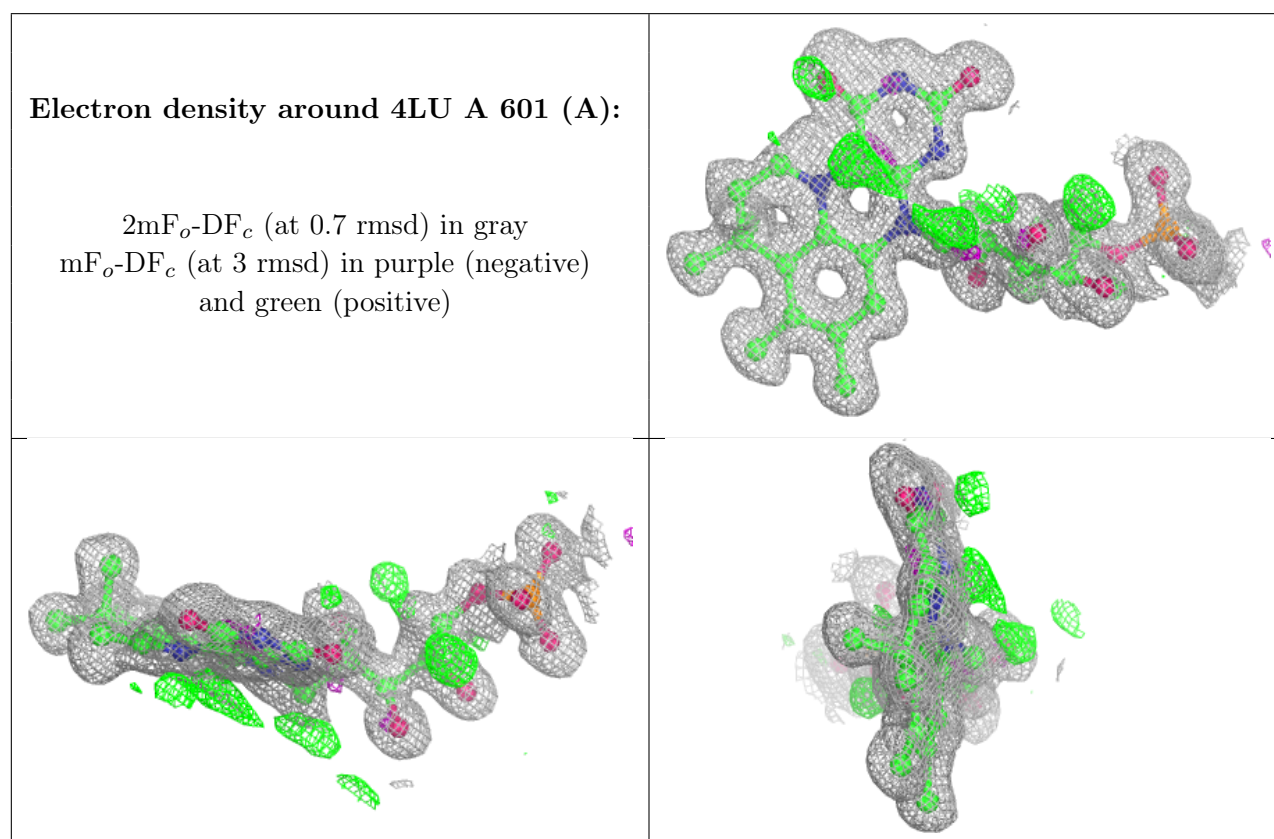 Electron density around 4LU A 601 (A):
2mFo-DFc (at 0.7 rmsd) in gray
mFo-DFc (at 3 rmsd) in purple (negative)
and green (positive)